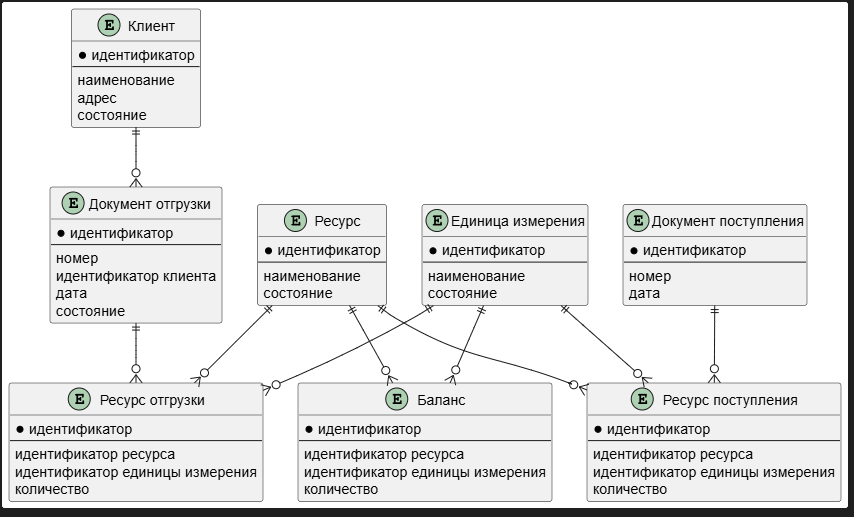 E Клиент
идентификатор
наименование
адрес
состояние
E Документ отгрузки
идентификатор
номер
идентификатор клиента
дата
состояние
E Ресурс
идентификатор
наименование
состояние
E Единица измерения
идентификатор
наименование
состояние
E Документ поступления
идентификатор
номер
дата
E Ресурс отгрузки
идентификатор
идентификатор ресурса
идентификатор единицы измерения
количество
E Баланс
идентификатор
идентификатор ресурса
идентификатор единицы измерения
количество
E Ресурс поступления
идентификатор
идентификатор ресурса
идентификатор единицы измерения
количество